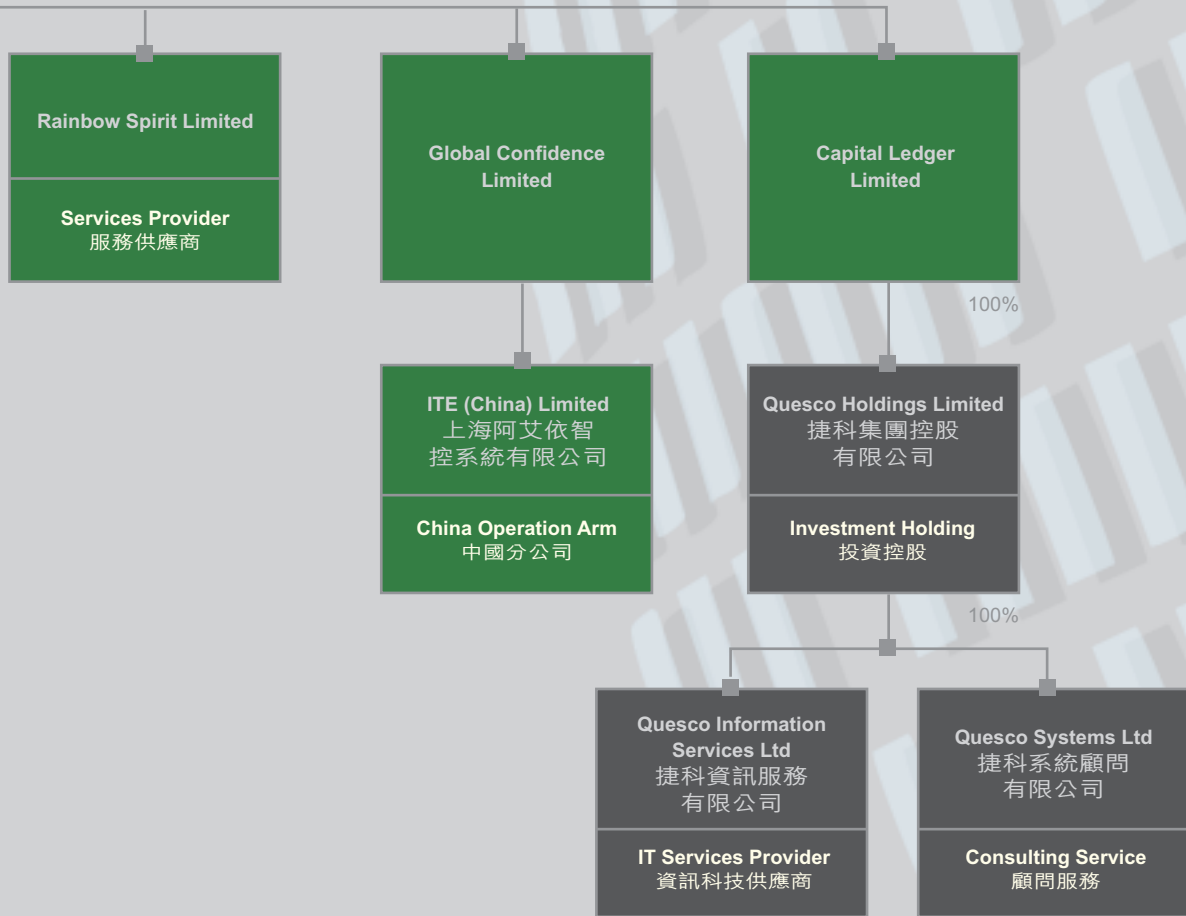 Rainbow Spirit Limited
Services Provider
服務供應商
Global Confidence
Limited
Capital Ledger
Limited
100%
ITE (China) Limited
上海阿艾依智
控系統有限公司
China Operation Arm
中國分公司
Quesco Holdings Limited
捷科集團控股
有限公司
Investment Holding
投資控股
100%
Quesco Information
Services Ltd
捷科資訊服務
有限公司
IT Services Provider
資訊科技供應商
Quesco Systems Ltd
捷科系統顧問
有限公司
Consulting Service
顧問服務